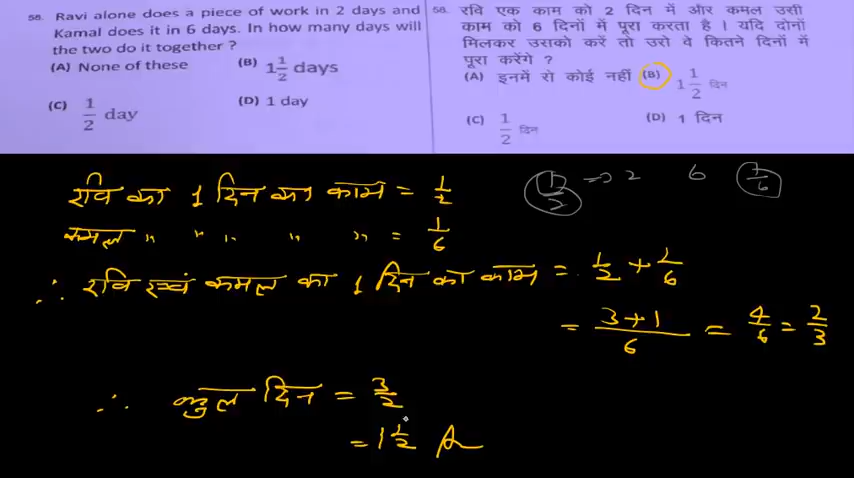 58. Ravi alone does a piece of work in 2 days and
Kamal does it in 6 days. In how many days will
the two do it together ?
(A) None of these (B) 1 1/2 days
(C) 1/2 day (D) 1 day
58. रवि एक काम को 2 दिन में और कमल उसी
काम को 6 दिनों में पूरा करता है । यदि दोनों
मिलकर उसको करें तो उसे वे कितने दिनों में
पूरा करेंगे ?
(A) इनमें से कोई नहीं (B) 1 1/2 दिन
(C) 1/2 दिन (D) 1 दिन
रवि का 1 दिन का काम = 1/2
2 6
कमल " " " " " = 1/6
∴ रवि एवं कमल का 1 दिन का काम = 1/2 + 1/6
= 3+1/6 = 4/6 = 2/3
∴ कुल दिन = 3/2
= 1 1/2